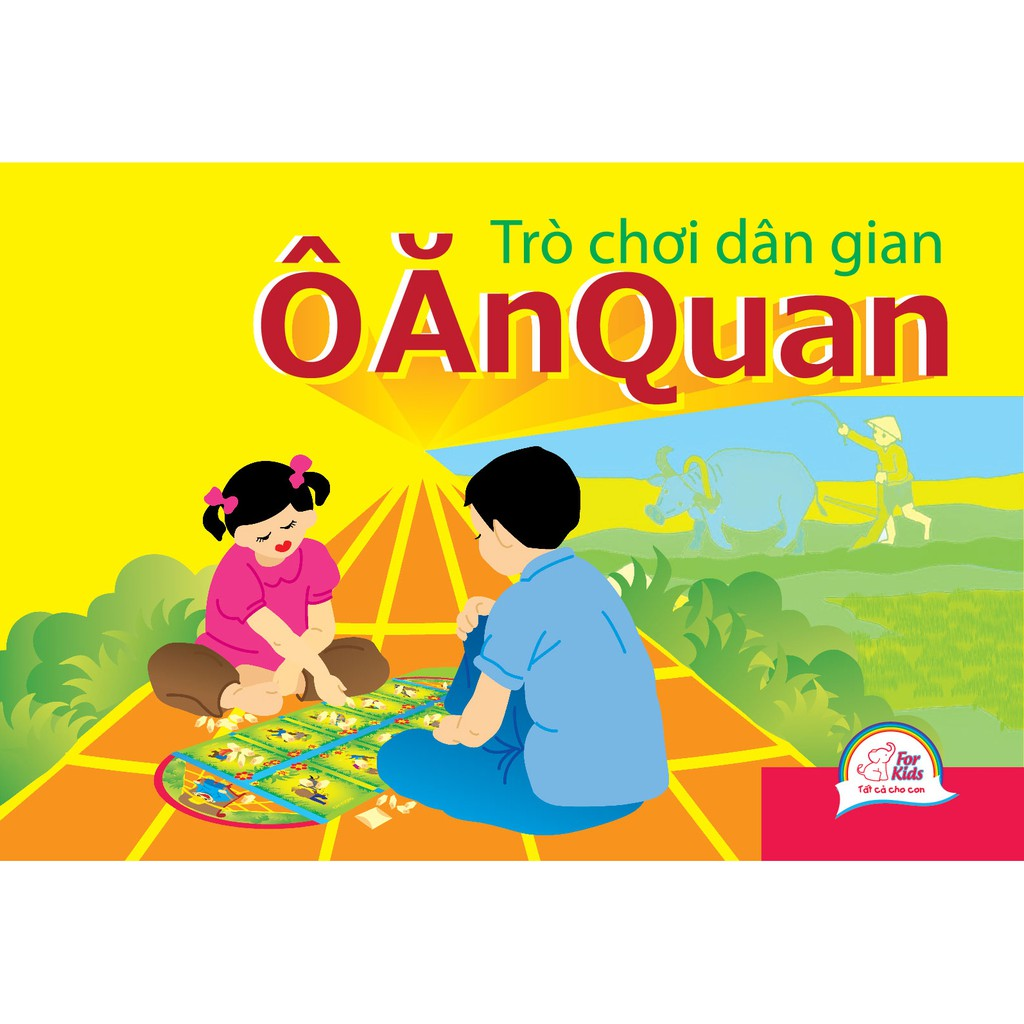 Trò chơi dân gian
Ô Ăn Quan
For
Kids
Tất cả cho con